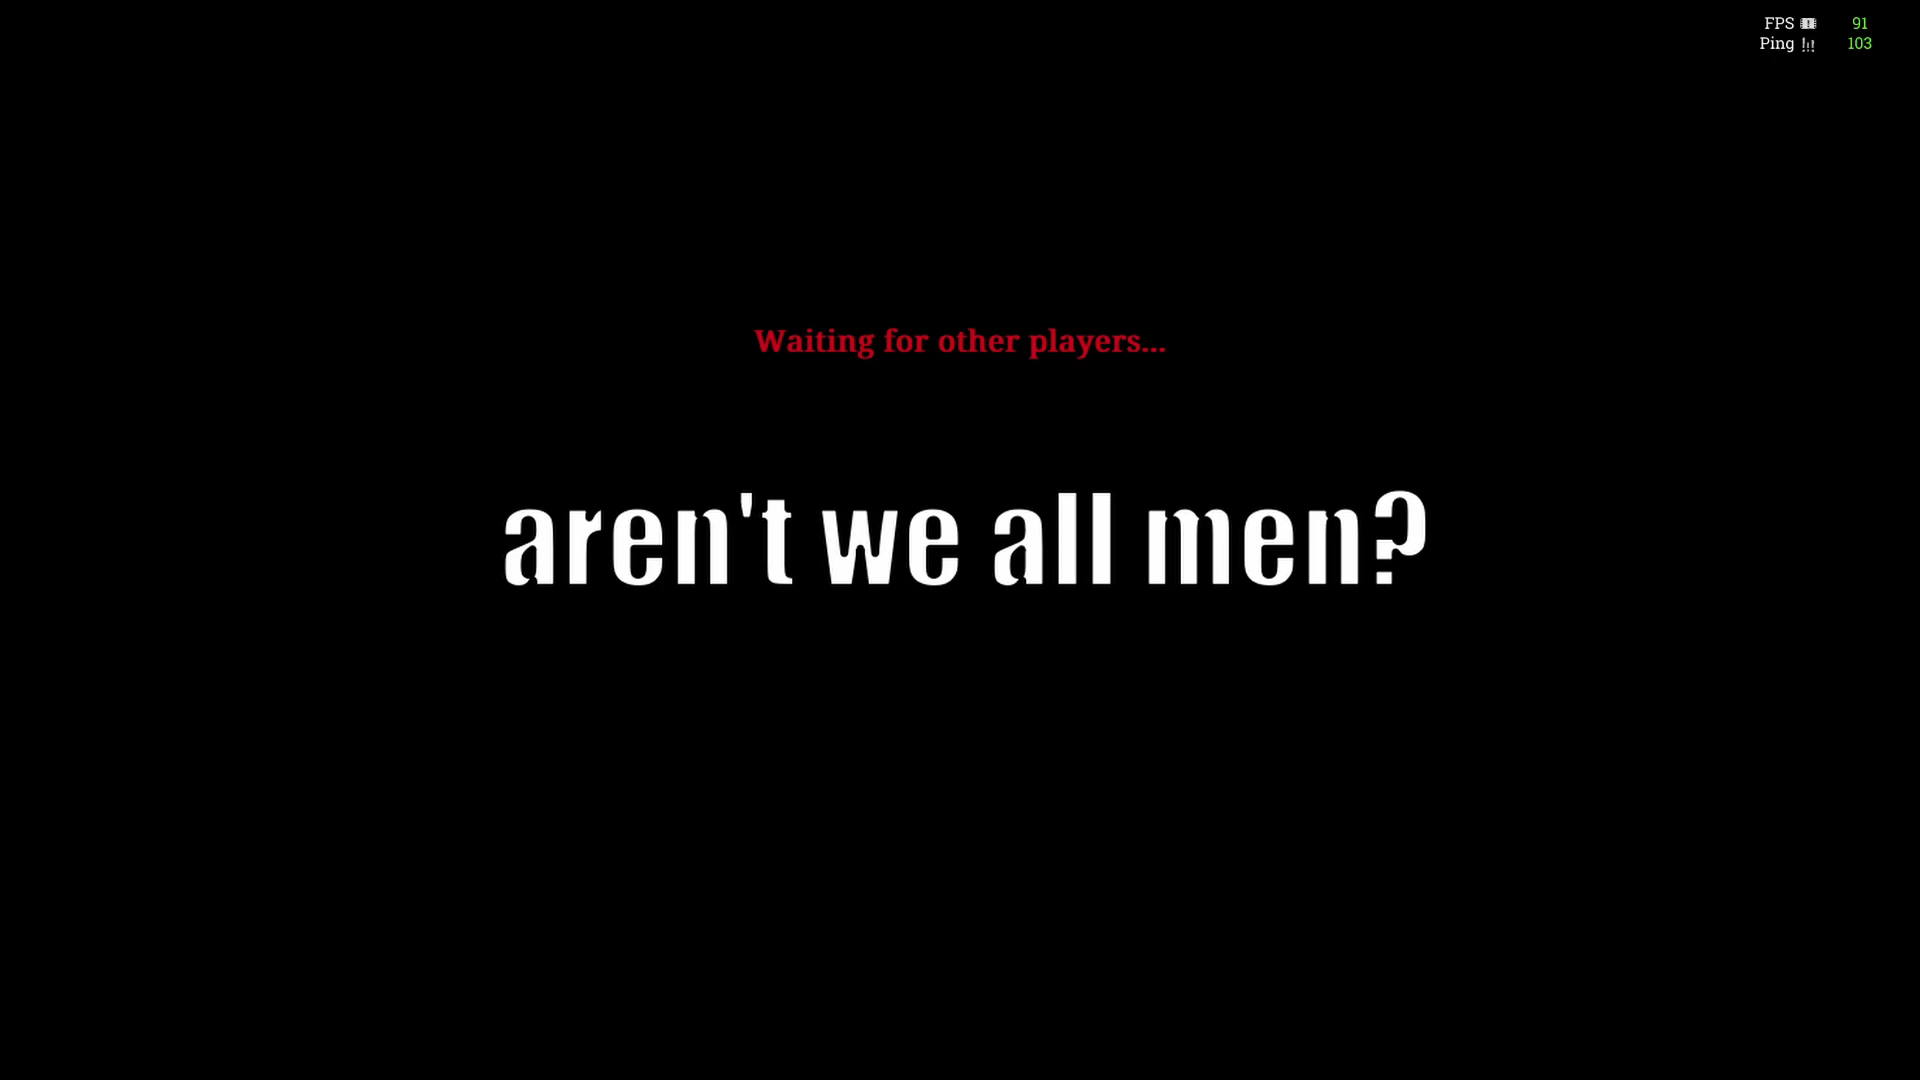 FPS 91
Ping 103
Waiting for other players...
aren't we all men?